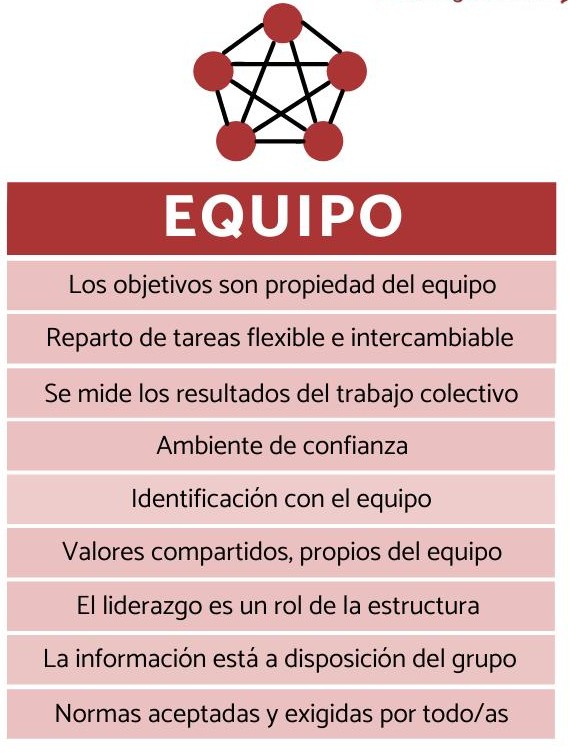 EQUIPO
Los objetivos son propiedad del equipo
Reparto de tareas flexible e intercambiable
Se mide los resultados del trabajo colectivo
Ambiente de confianza
Identificación con el equipo
Valores compartidos, propios del equipo
El liderazgo es un rol de la estructura
La información está a disposición del grupo
Normas aceptadas y exigidas por todo/as